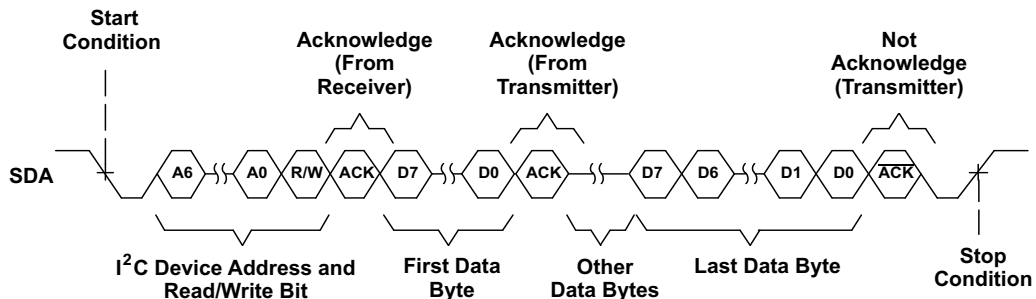 Start
Condition
Acknowledge
(From
Receiver)
Acknowledge
(From
Transmitter)
Not
Acknowledge
(Transmitter)
SDA
A6
A0
R/W
ACK
D7
D0
ACK
D7
D6
D1
D0
A̅C̅K̅
I²C Device Address and
Read/Write Bit
First Data
Byte
Other
Data Bytes
Last Data Byte
Stop
Condition